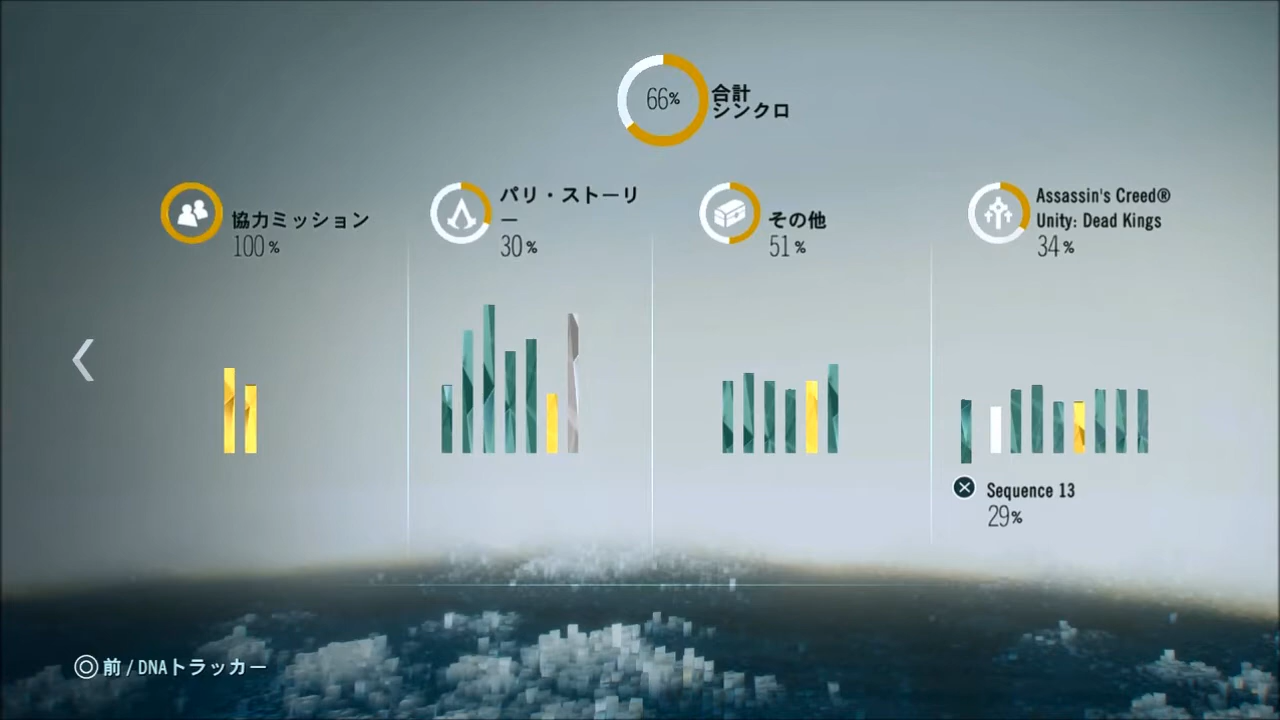 66%
合計
シンクロ
協力ミッション
100%
パリ・ストーリ
ー
30%
その他
51%
Assassin's Creed®
Unity: Dead Kings
34%
Sequence 13
29%
前 / DNAトラッカー